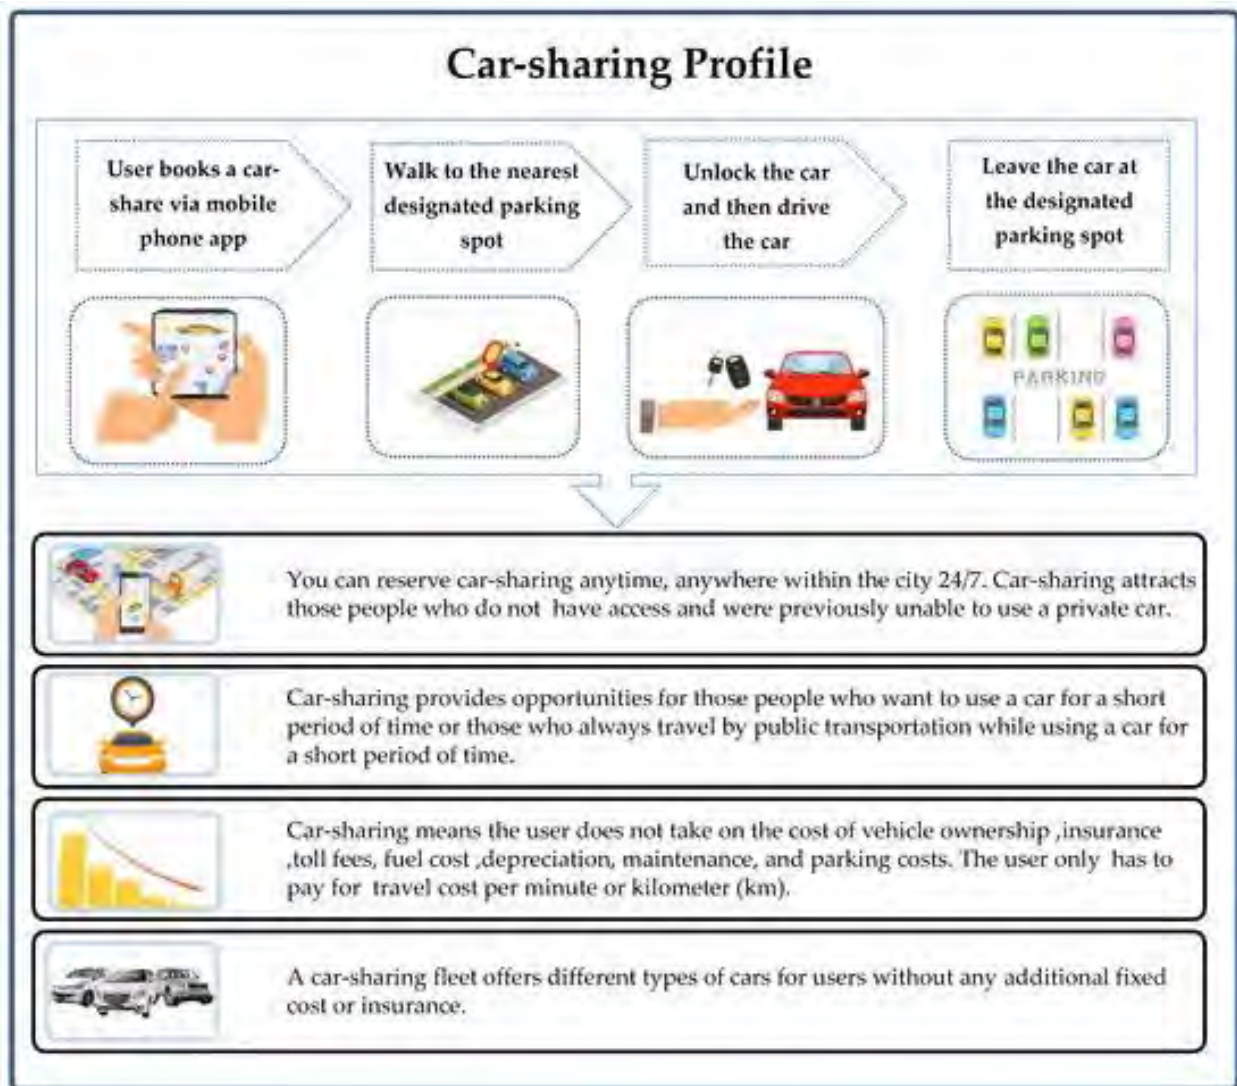 Car-sharing Profile
User books a car-
share via mobile
phone app
Walk to the nearest
designated parking
spot
Unlock the car
and then drive
the car
Leave the car at
the designated
parking spot
PARKING
You can reserve car-sharing anytime, anywhere within the city 24/7. Car-sharing attracts
those people who do not have access and were previously unable to use a private car.
Car-sharing provides opportunities for those people who want to use a car for a short
period of time or those who always travel by public transportation while using a car for
a short period of time.
Car-sharing means the user does not take on the cost of vehicle ownership ,insurance
,toll fees, fuel cost ,depreciation, maintenance, and parking costs. The user only has to
pay for travel cost per minute or kilometer (km).
A car-sharing fleet offers different types of cars for users without any additional fixed
cost or insurance.